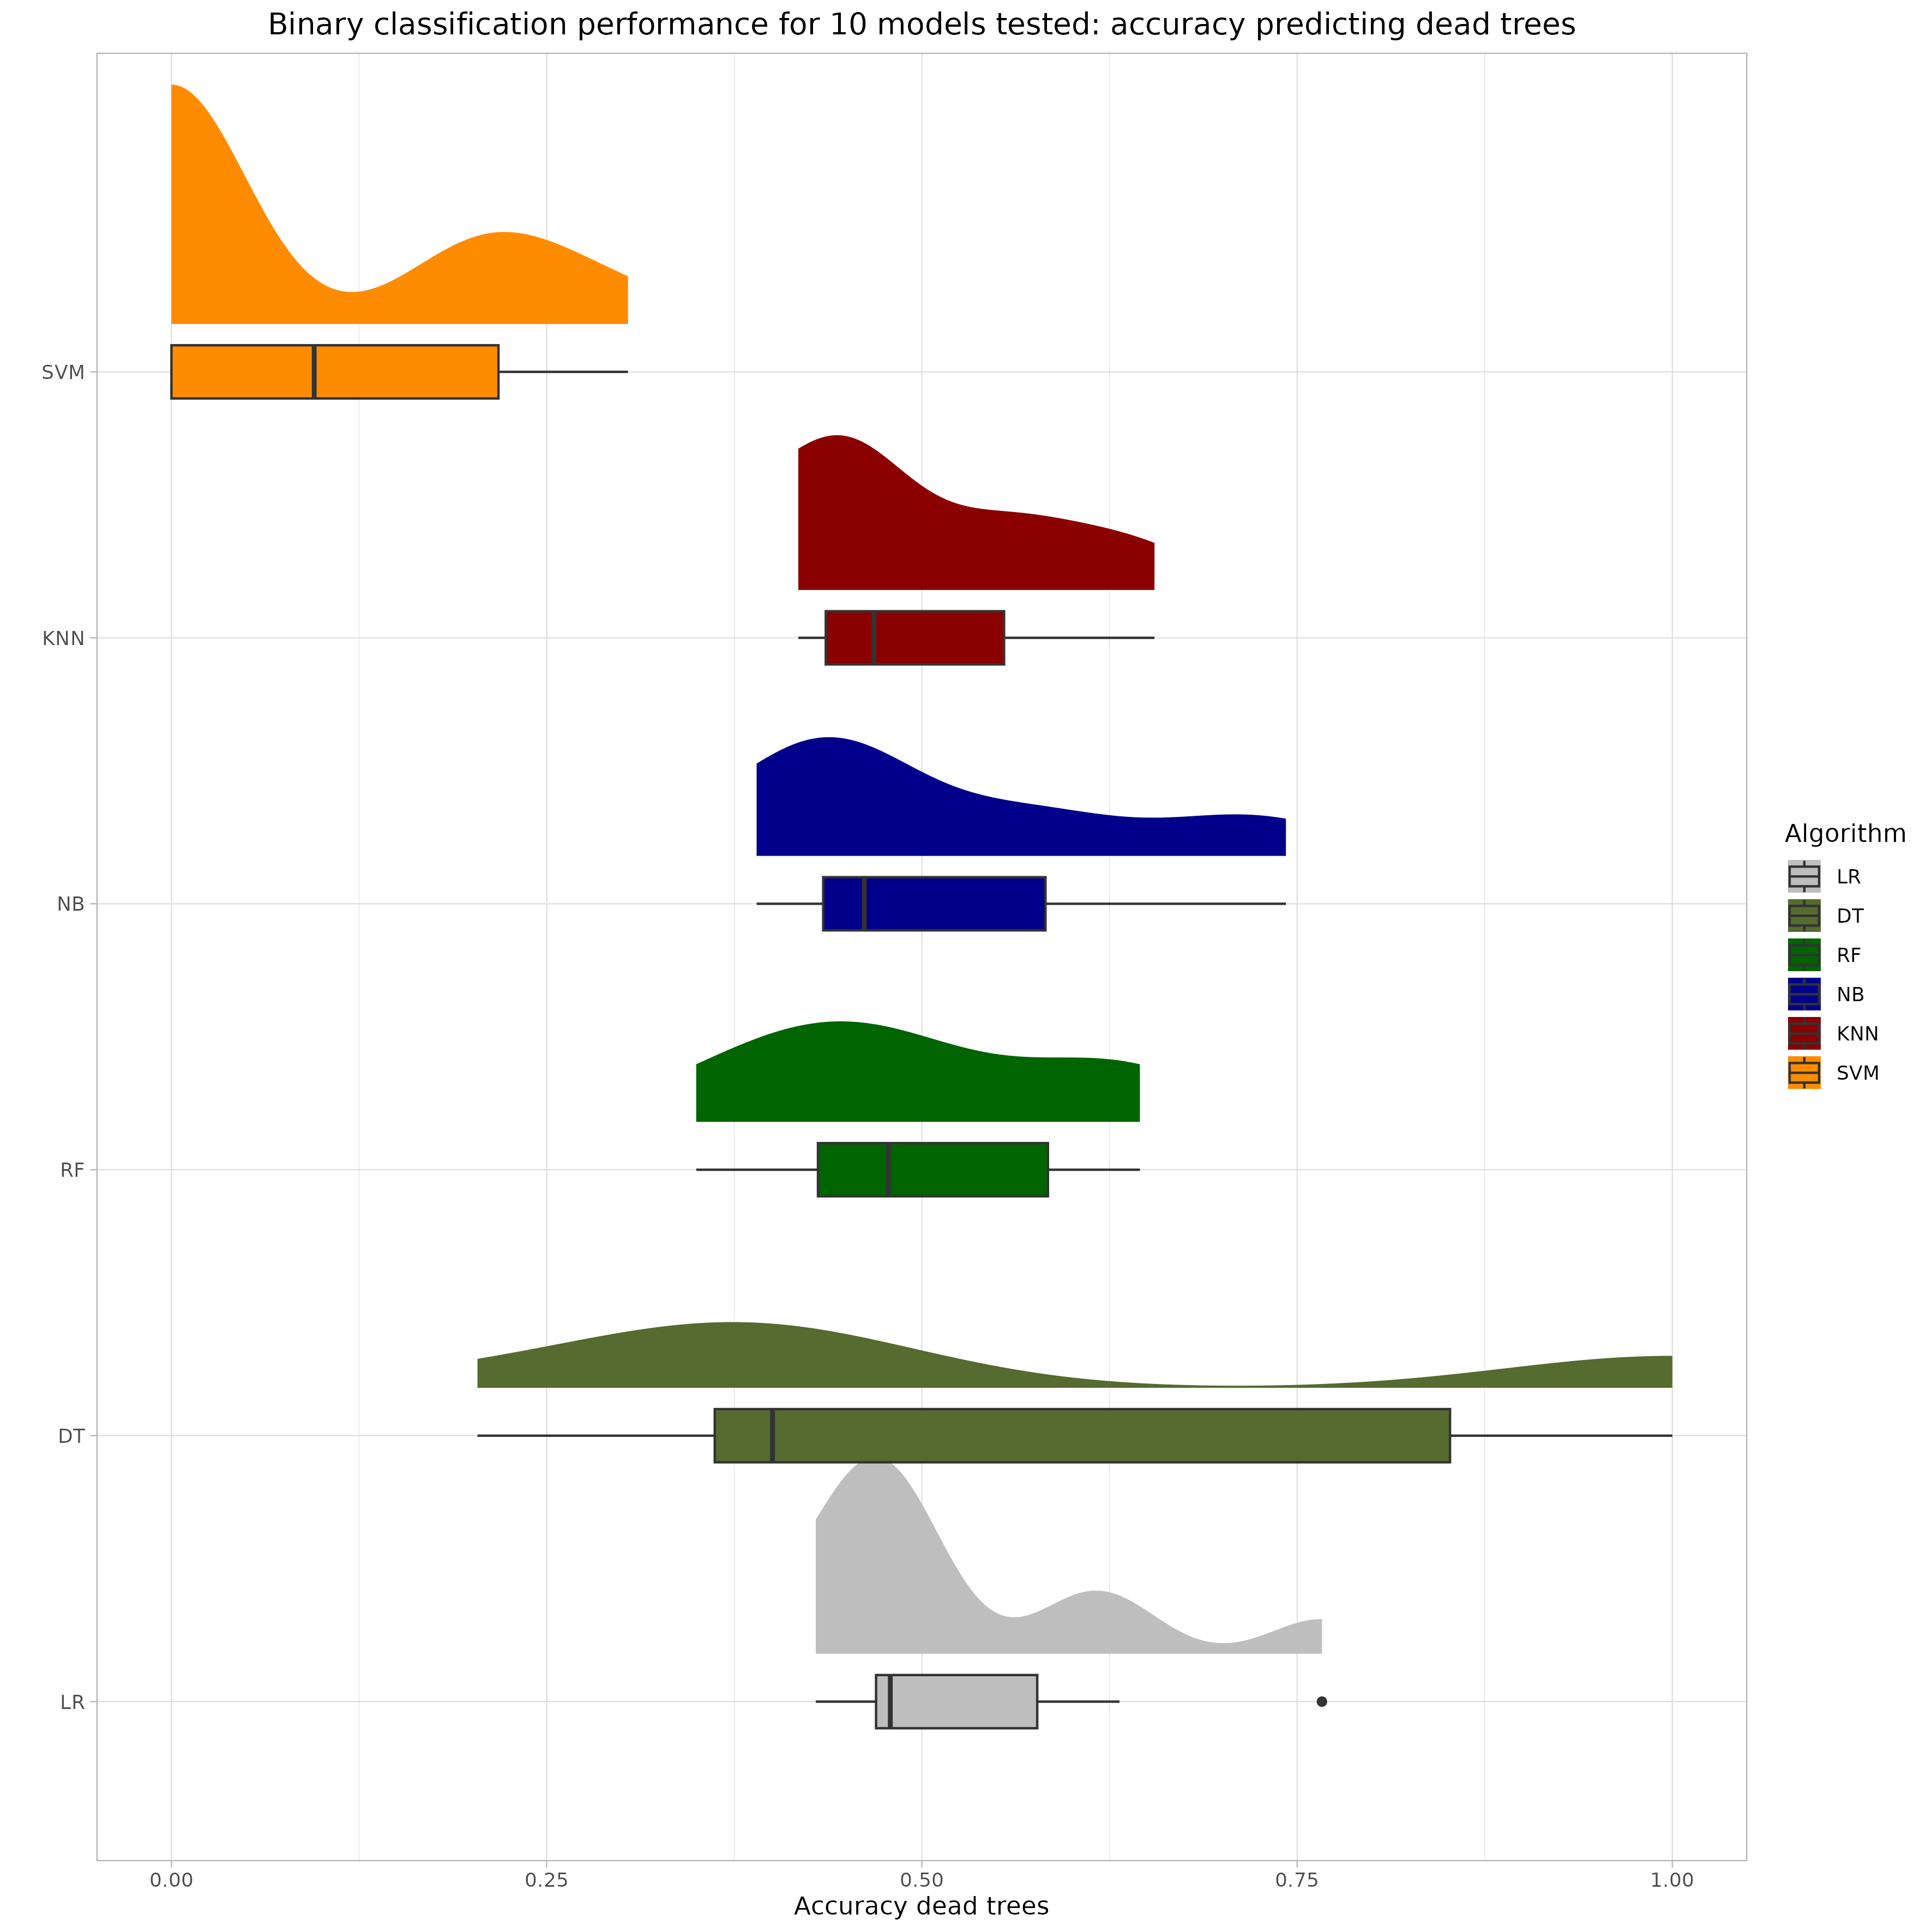 Binary classification performance for 10 models tested: accuracy predicting dead trees
SVM
KNN
NB
RF
DT
LR
0.00 0.25 0.50 0.75 1.00
Accuracy dead trees
Algorithm
LR
DT
RF
NB
KNN
SVM